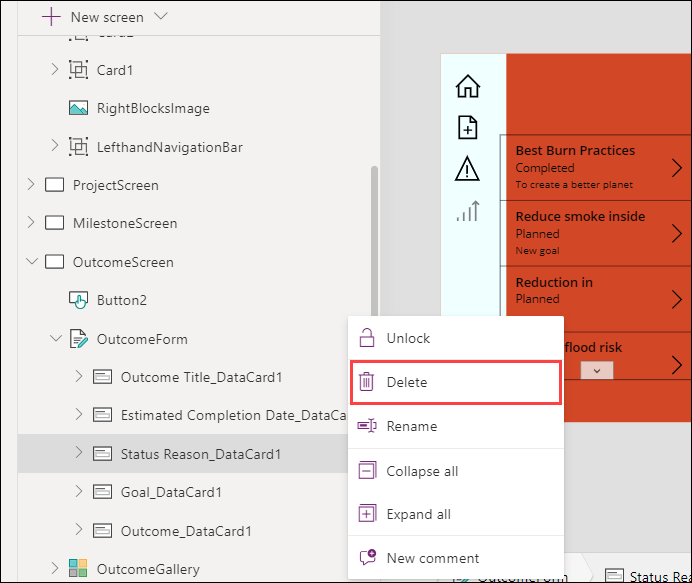 New screen
Card1
RightBlocksImage
LefthandNavigationBar
ProjectScreen
MilestoneScreen
OutcomeScreen
Button2
OutcomeForm
Outcome Title_DataCard1
Estimated Completion Date_DataCa
Status Reason_DataCard1
Goal_DataCard1
Outcome_DataCard1
OutcomeGallery
Unlock
Delete
Rename
Collapse all
Expand all
New comment
Best Burn Practices
Completed
To create a better planet
Reduce smoke inside
Planned
New goal
Reduction in
Planned
flood risk
OutcomeForm
Status Rea